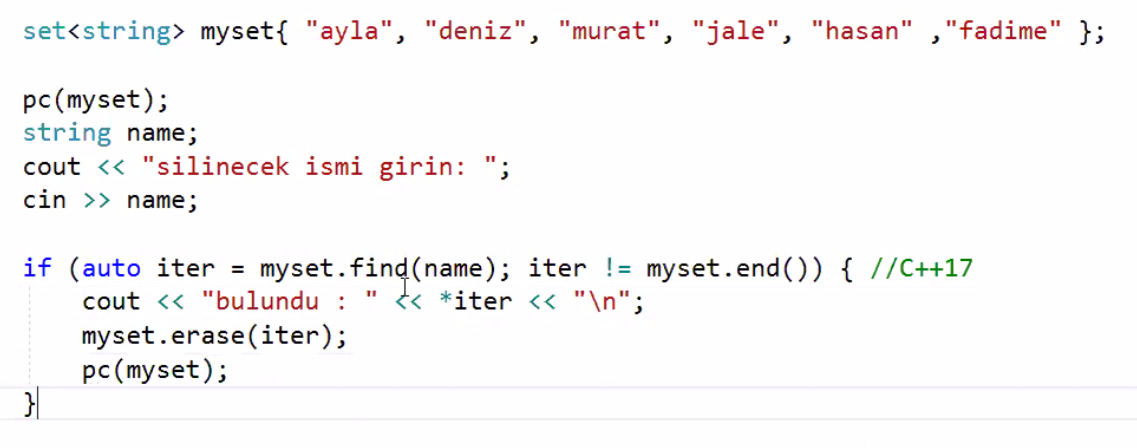 set<string> myset{ "ayla", "deniz", "murat", "jale", "hasan" ,"fadime" };
pc(myset);
string name;
cout << "silinecek ismi girin: ";
cin >> name;
if (auto iter = myset.find(name); iter != myset.end()) { //C++17
cout << "bulundu : " << *iter << "\n";
myset.erase(iter);
pc(myset);
}